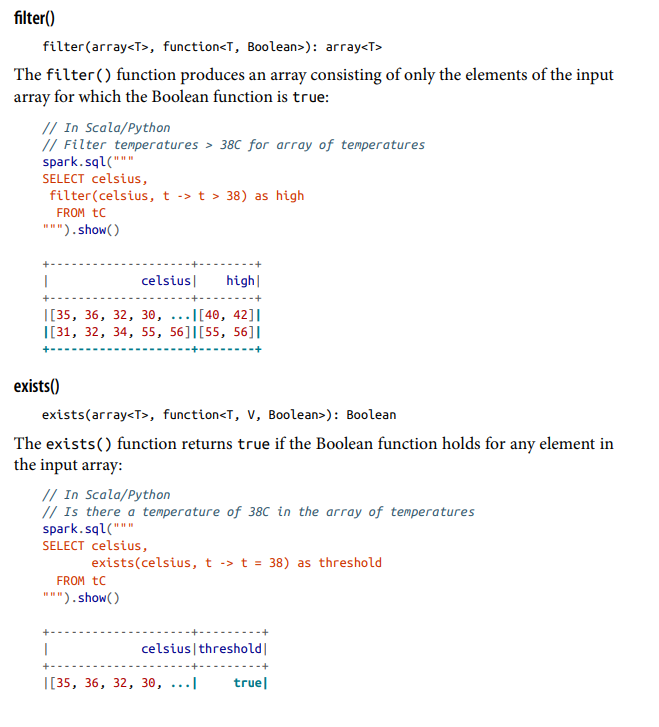 filter()
filter(array<T>, function<T, Boolean>): array<T>
The filter() function produces an array consisting of only the elements of the input
array for which the Boolean function is true:
// In Scala/Python
// Filter temperatures > 38C for array of temperatures
spark.sql("""
SELECT celsius,
 filter(celsius, t -> t > 38) as high
  FROM tC
""").show()
+--------------------+--------+
|             celsius|    high|
+--------------------+--------+
|[35, 36, 32, 30, ...|[40, 42]|
|[31, 32, 34, 55, 56]|[55, 56]|
+--------------------+--------+
exists()
exists(array<T>, function<T, V, Boolean>): Boolean
The exists() function returns true if the Boolean function holds for any element in
the input array:
// In Scala/Python
// Is there a temperature of 38C in the array of temperatures
spark.sql("""
SELECT celsius,
       exists(celsius, t -> t = 38) as threshold
  FROM tC
""").show()
+--------------------+---------+
|             celsius|threshold|
+--------------------+---------+
|[35, 36, 32, 30, ...|     true|